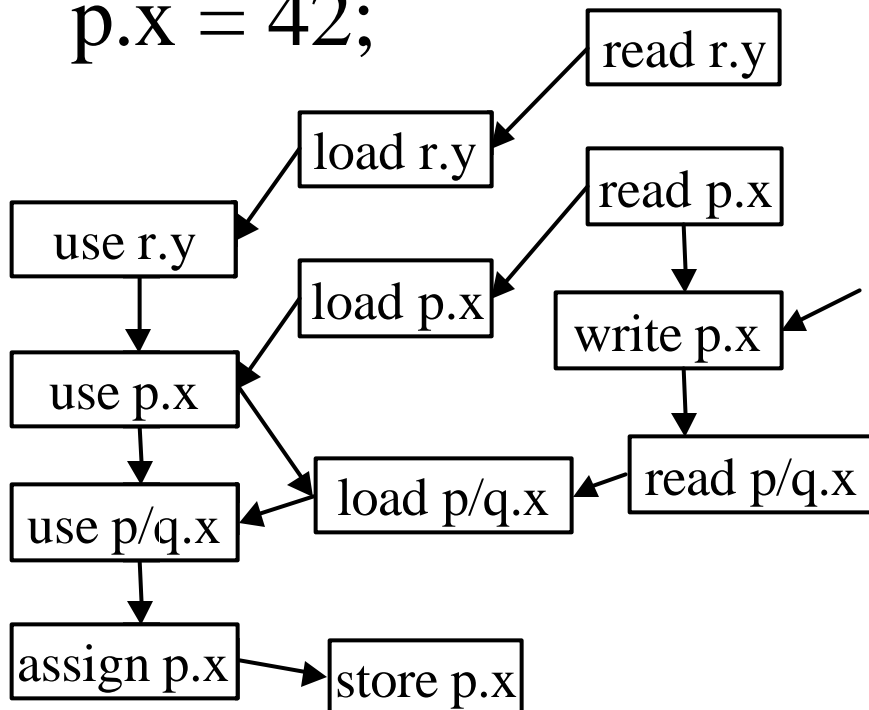 p.x = 42;
read r.y
load r.y
read p.x
use r.y
load p.x
write p.x
use p.x
read p/q.x
load p/q.x
use p/q.x
assign p.x
store p.x